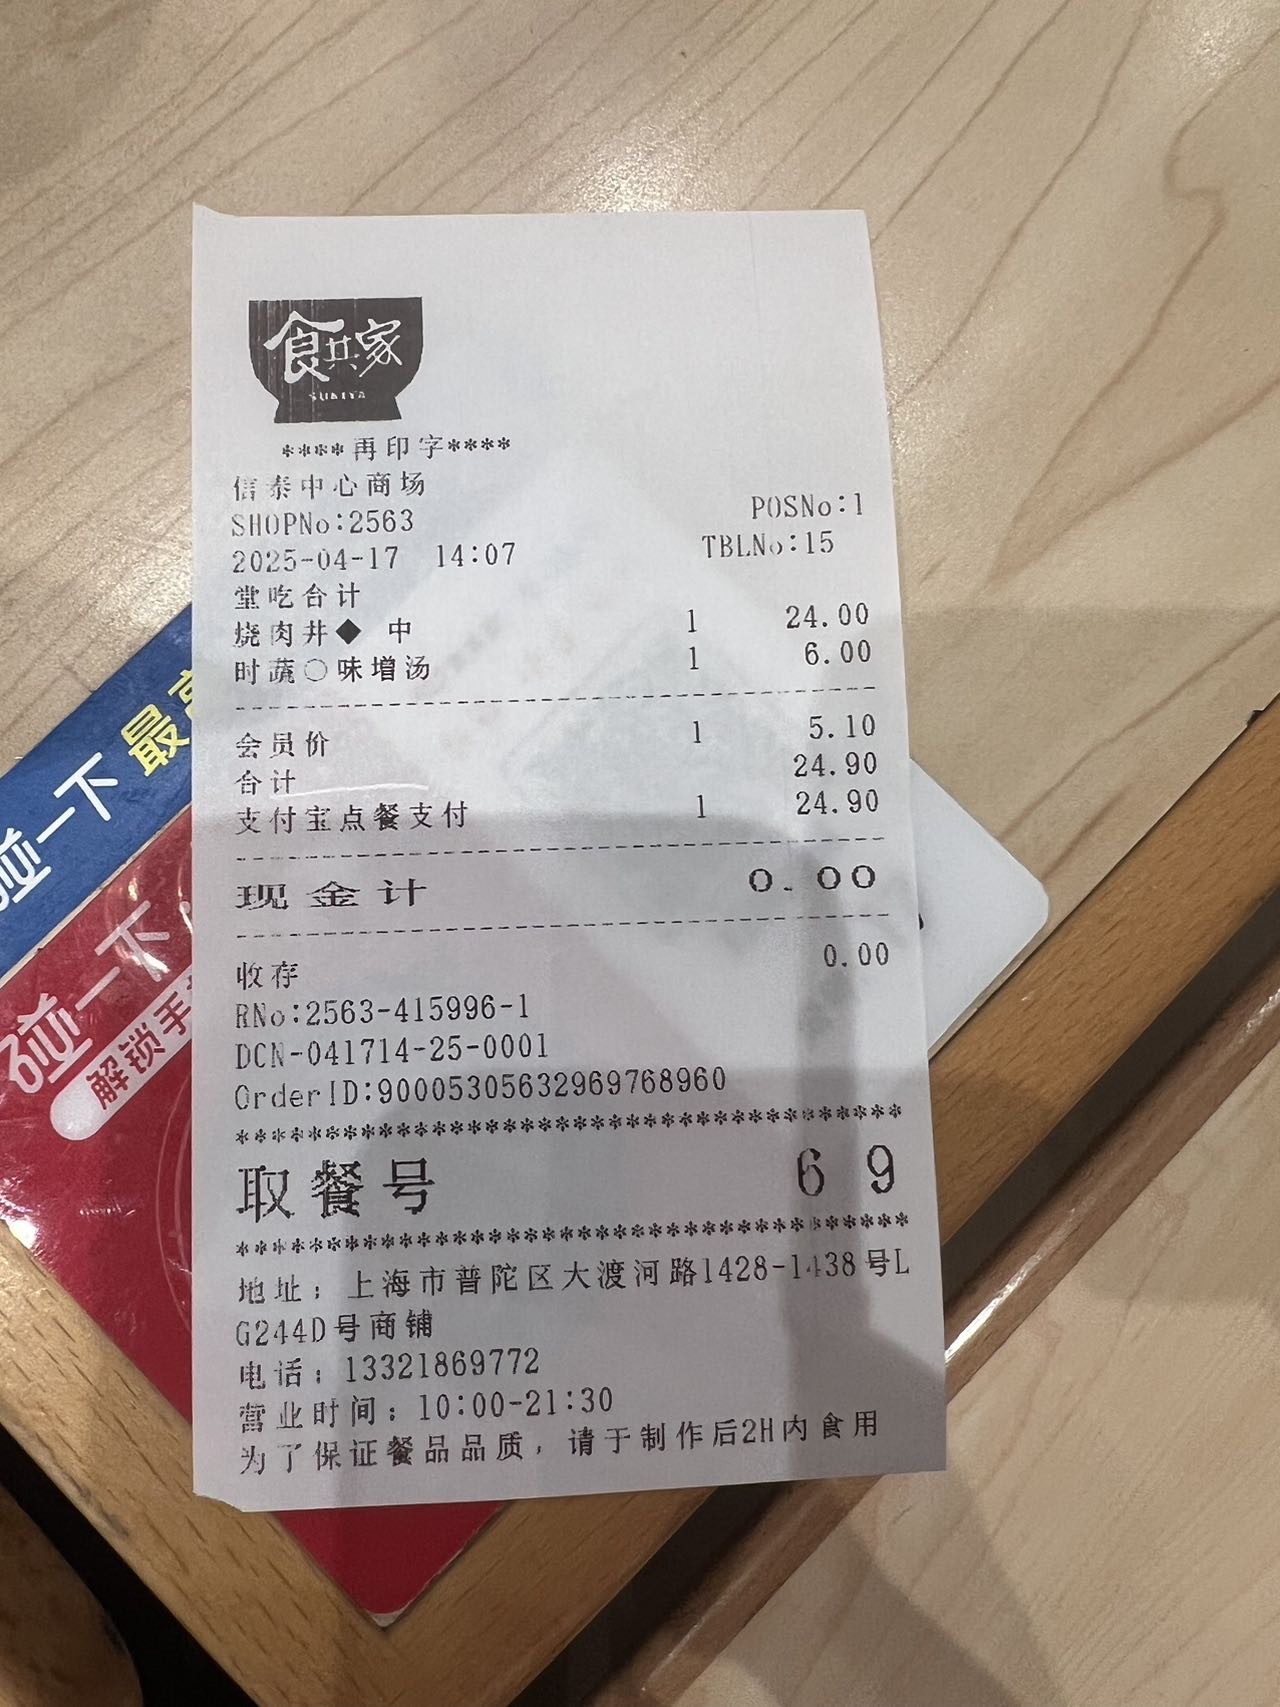 食其家
SUKIYA
****再印字****
信泰中心商场
SHOPNo:2563 POSNo:1
2025-04-17 14:07 TBLNo:15
堂吃合计
烧肉丼◆ 中 1 24.00
时蔬〇味增汤 1 6.00
会员价 1 5.10
合计 24.90
支付宝点餐支付 1 24.90
现金计 0.00
收存 0.00
RNo:2563-415996-1
DCN-041714-25-0001
OrderID:90005305632969768960
****************************************
取餐号 69
****************************************
地址：上海市普陀区大渡河路1428-1438号L
G244D号商铺
电话：13321869772
营业时间：10:00-21:30
为了保证餐品品质，请于制作后2H内食用
碰一下 最高
碰一下
解锁手